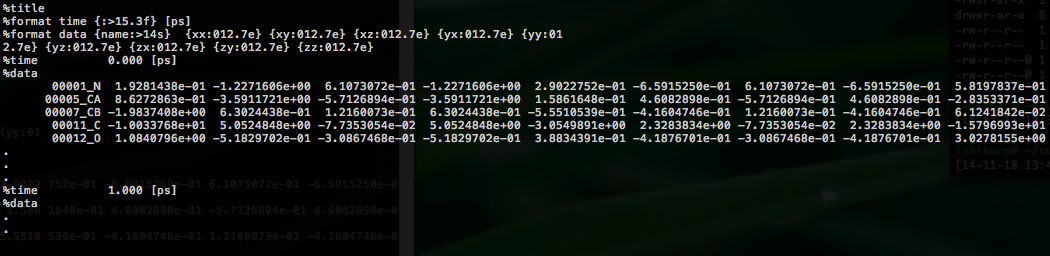 %title
%format time {:>15.3f} [ps]
%format data {name:>14s}  {xx:012.7e} {xy:012.7e} {xz:012.7e} {yx:012.7e} {yy:01
2.7e} {yz:012.7e} {zx:012.7e} {zy:012.7e} {zz:012.7e}
%time          0.000 [ps]
%data
00001_N  1.9281438e-01 -1.2271606e+00  6.1073072e-01 -1.2271606e+00  2.9022752e-01 -6.5915250e-01  6.1073072e-01 -6.5915250e-01  5.8197837e-01
00005_CA  8.6272863e-01 -3.5911721e+00 -5.7126894e-01 -3.5911721e+00  1.5861648e-01  4.6082898e-01 -5.7126894e-01  4.6082898e-01 -2.8353371e-01
00007_CB -1.9837408e+00  6.3024438e-01  1.2160073e-01  6.3024438e-01 -5.5510539e-01 -4.1604746e-01  1.2160073e-01 -4.1604746e-01  6.1241842e-02
00011_C -1.0033768e-01  5.0524848e+00 -7.7353054e-02  5.0524848e+00 -3.0549891e+00  2.3283834e+00 -7.7353054e-02  2.3283834e+00 -1.5796993e+01
00012_O  1.0840796e+00 -5.1829702e-01 -3.0867468e-01 -5.1829702e-01  3.8834391e-01 -4.1876701e-01 -3.0867468e-01 -4.1876701e-01  3.0278155e+00
.
.
.
%time          1.000 [ps]
%data
.
.